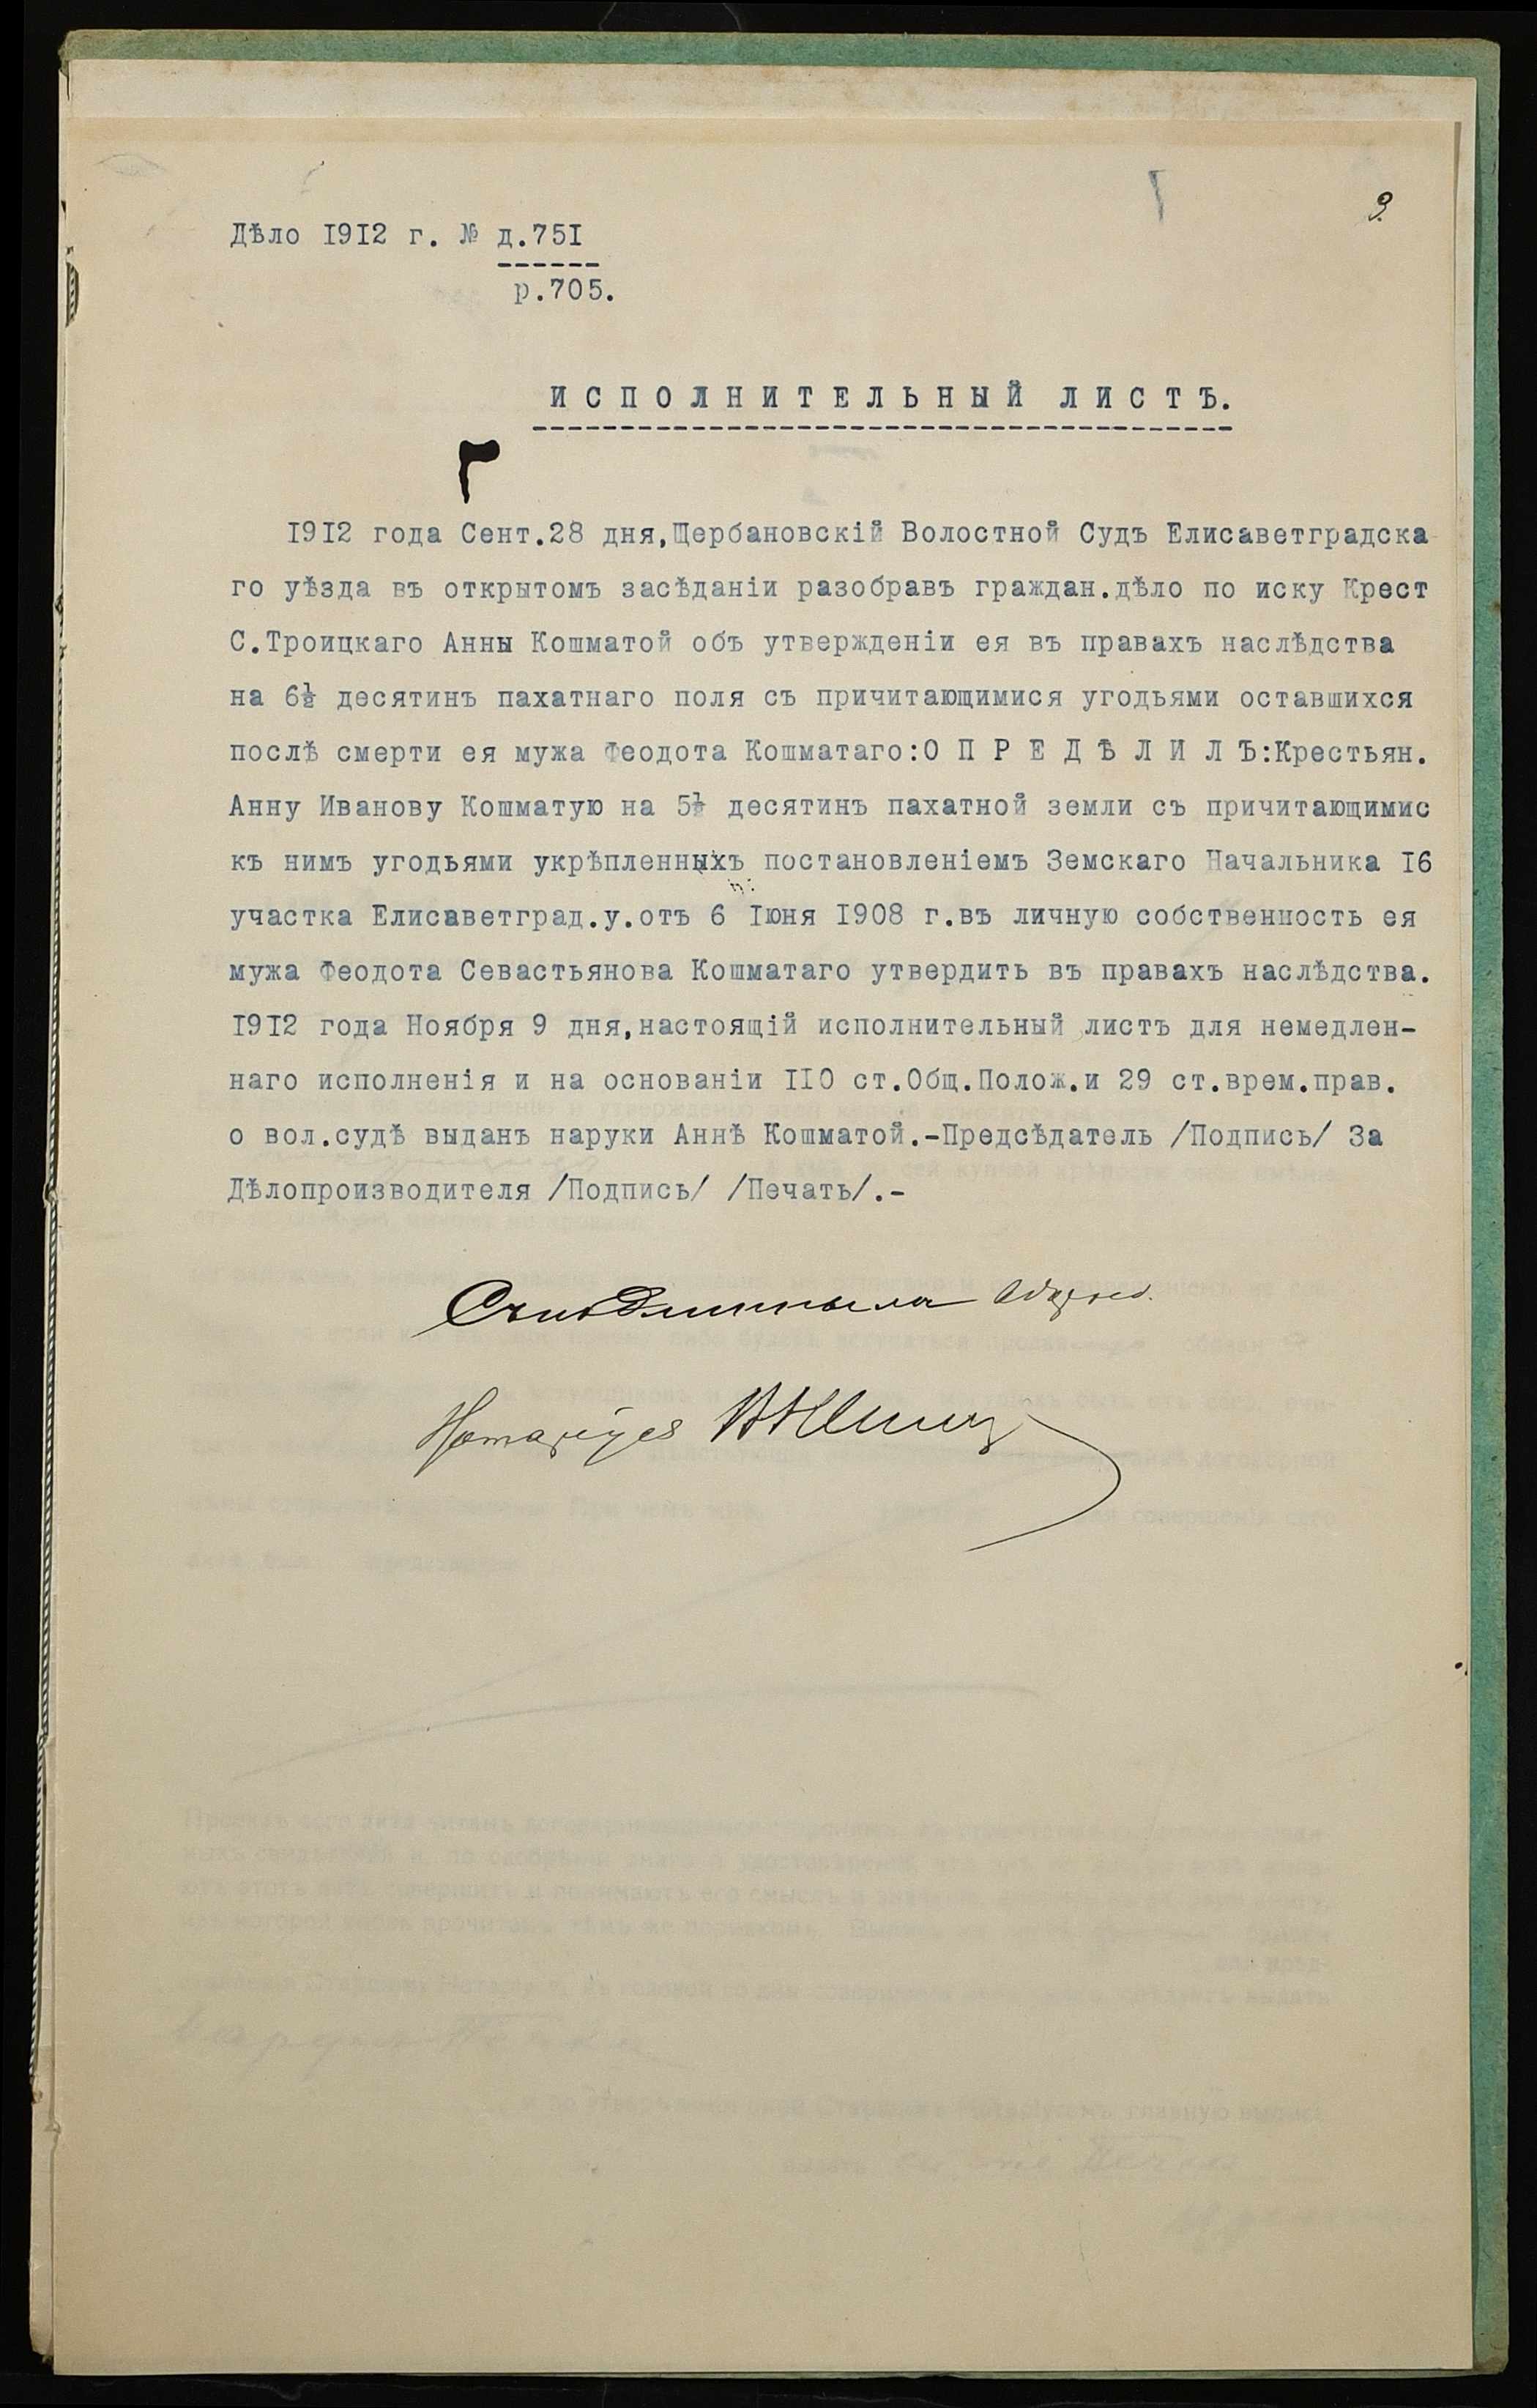 9.
Дѣло 1912 г. № д.751
р.705.
ИСПОЛНИТЕЛЬНЫЙ ЛИСТЪ.
1912 года Сент.28 дня,Щербановскій Волостной Судъ Елисаветградска
го уѣзда въ открытомъ засѣданіи разобравъ граждан.дѣло по иску Крест
С.Троицкаго Анны Кошматой объ утвержденіи ея въ правахъ наслѣдства
на 6½ десятинъ пахатнаго поля съ причитающимися угодьями оставшихся
послѣ смерти ея мужа Феодота Кошматаго:О П Р Е Д Ѣ Л И Л Ъ:Крестьян.
Анну Иванову Кошматую на 5½ десятинъ пахатной земли съ причитающимис
къ нимъ угодьями укрѣпленныхъ постановленіемъ Земскаго Начальника 16
участка Елисаветград.у.отъ 6 Іюня 1908 г.въ личную собственность ея
мужа Феодота Севастьянова Кошматаго утвердить въ правахъ наслѣдства.
1912 года Ноября 9 дня,настоящій исполнительный листъ для немедлен-
наго исполненія и на основаніи 110 ст.Общ.Полож.и 29 ст.врем.прав.
о вол.судѣ выданъ наруки Аннѣ Кошматой.-Предсѣдатель /Подпись/ За
Дѣлопроизводителя /Подпись/ /Печать/.-
Нотаріусъ